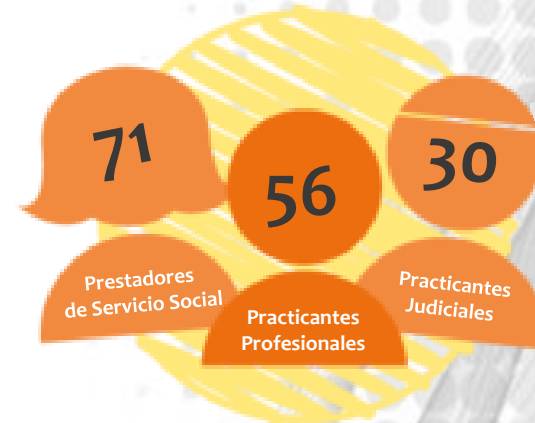 71
56
30
Prestadores
de Servicio Social
Practicantes
Profesionales
Practicantes
Judiciales